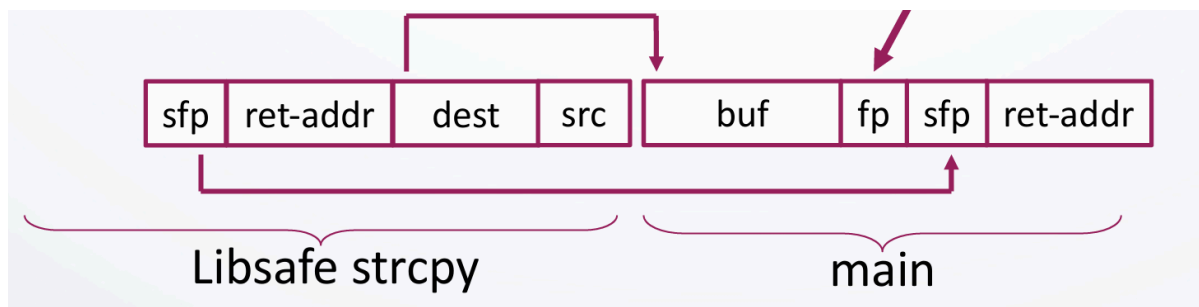 sfp ret-addr dest src buf fp sfp ret-addr
Libsafe strcpy main